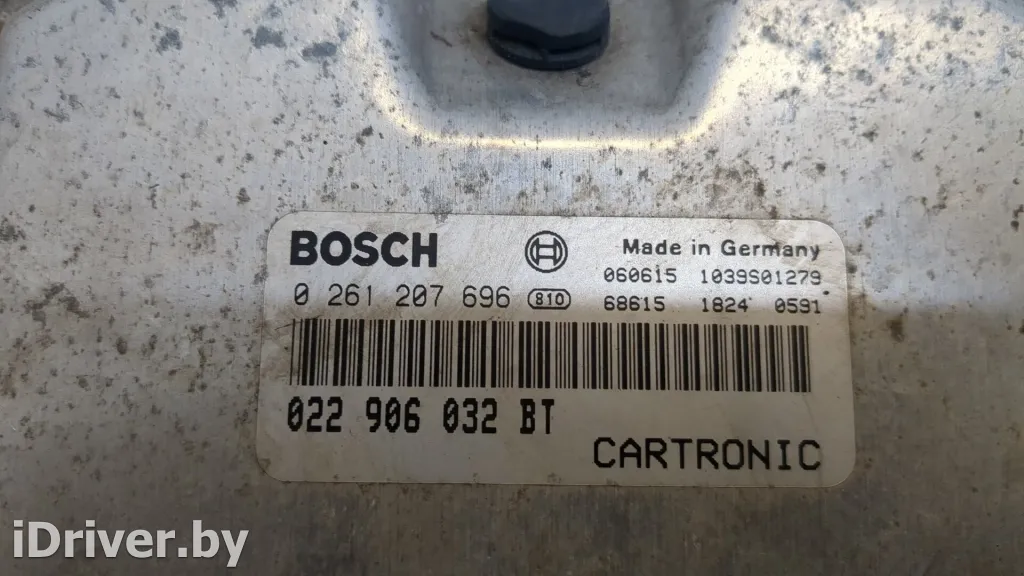 BOSCH Made in Germany
060615 1039S01279
0 261 207 696 810 68615 1824 0591
022 906 032 BT
CARTRONIC
iDriver.by